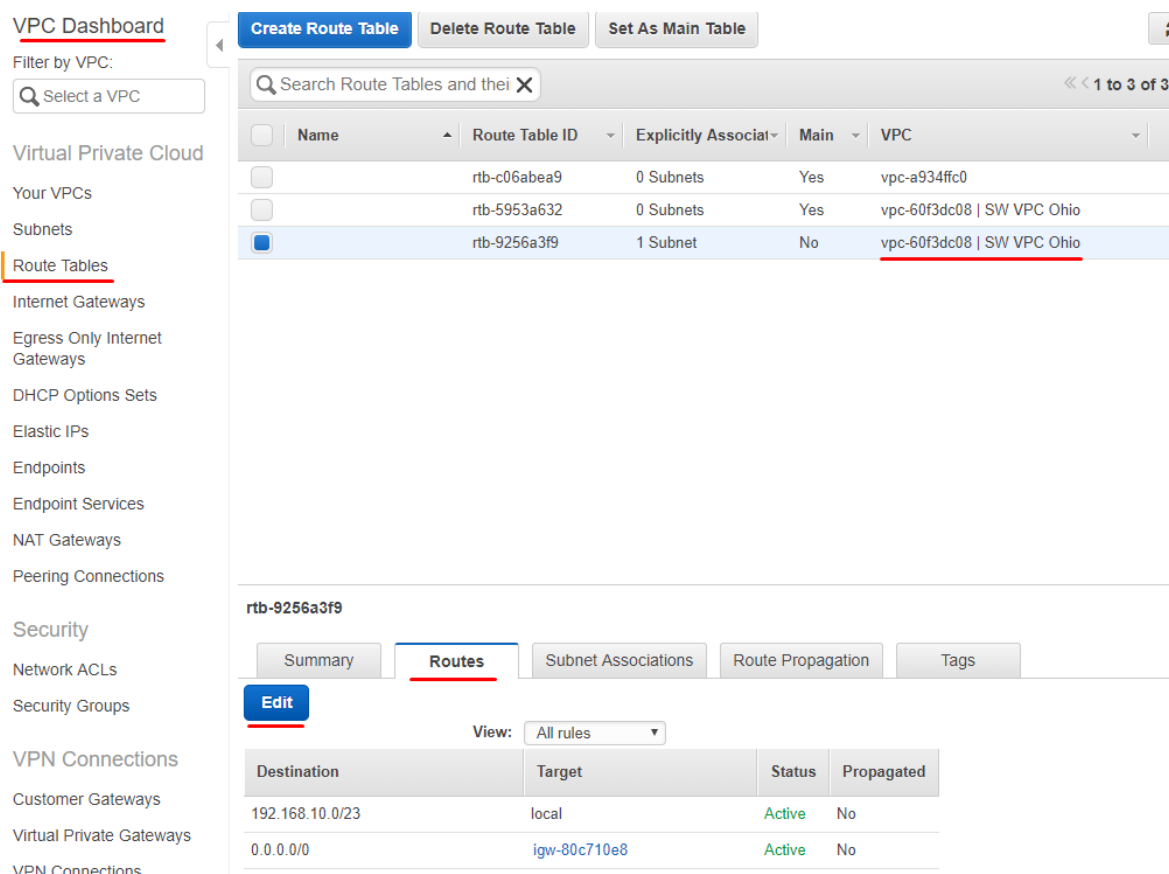 VPC Dashboard
Filter by VPC:
Select a VPC
Virtual Private Cloud
Your VPCs
Subnets
Route Tables
Internet Gateways
Egress Only Internet
Gateways
DHCP Options Sets
Elastic IPs
Endpoints
Endpoint Services
NAT Gateways
Peering Connections
Security
Network ACLs
Security Groups
VPN Connections
Customer Gateways
Virtual Private Gateways
VPN Connections
Create Route Table Delete Route Table Set As Main Table
Search Route Tables and thei
1 to 3 of 3
Name Route Table ID Explicitly Associat Main VPC
rtb-c06abea9 0 Subnets Yes vpc-a934ffc0
rtb-5953a632 0 Subnets Yes vpc-60f3dc08 | SW VPC Ohio
rtb-9256a3f9 1 Subnet No vpc-60f3dc08 | SW VPC Ohio
rtb-9256a3f9
Summary Routes Subnet Associations Route Propagation Tags
Edit
View: All rules
Destination Target Status Propagated
192.168.10.0/23 local Active No
0.0.0.0/0 igw-80c710e8 Active No